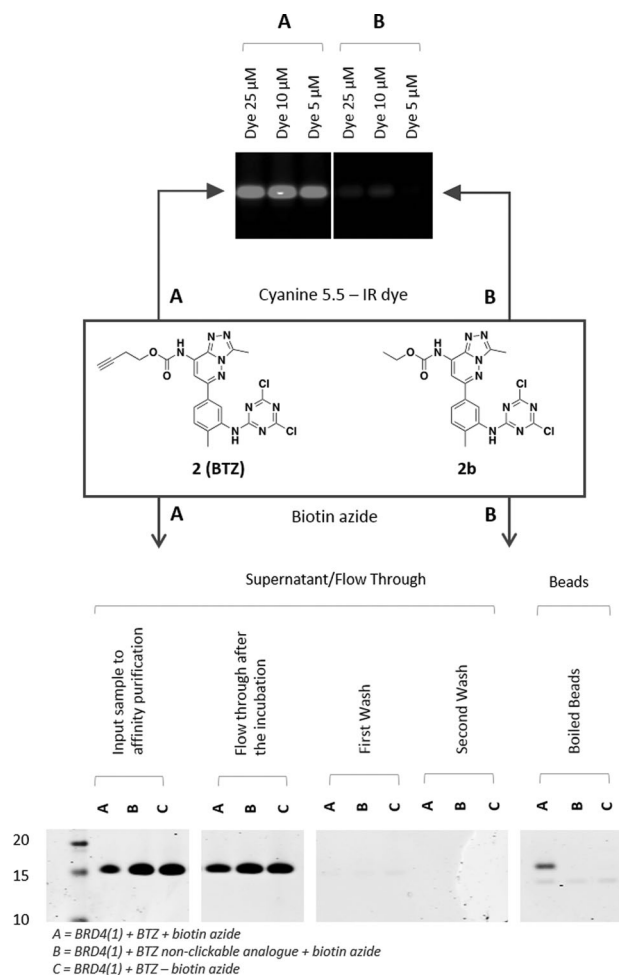 A B
Dye 25 µM Dye 10 µM Dye 5 µM Dye 25 µM Dye 10 µM Dye 5 µM
A Cyanine 5.5 – IR dye B
N N
H N
N
O N
O N
Cl
N N
N N Cl
H
2 (BTZ)
N N
H N
N
O N
O N
Cl
N N
N N Cl
H
2b
A Biotin azide B
Supernatant/Flow Through Beads
Input sample to
affinity purification
Flow through after
the incubation
First Wash
Second Wash
Boiled Beads
A B C A B C A B C A B C A B C
20
15
10
A = BRD4(1) + BTZ + biotin azide
B = BRD4(1) + BTZ non-clickable analogue + biotin azide
C = BRD4(1) + BTZ – biotin azide